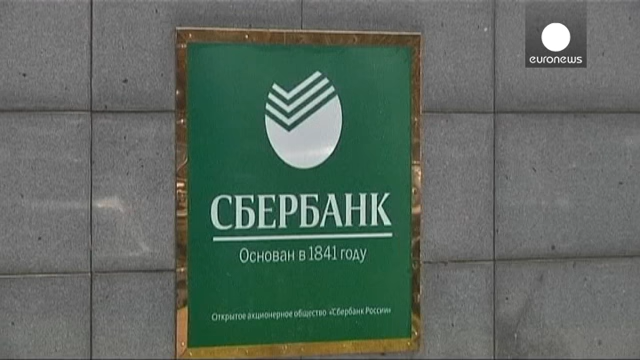 euronews
СБЕРБАНК
Основан в 1841 году
Открытое акционерное общество «Сбербанк России»